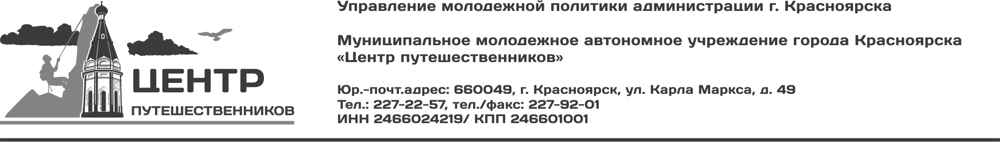 ЦЕНТР
ПУТЕШЕСТВЕННИКОВ
Управление молодежной политики администрации г. Красноярска
Муниципальное молодежное автономное учреждение города Красноярска
«Центр путешественников»
Юр.-почт.адрес: 660049, г. Красноярск, ул. Карла Маркса, д. 49
Тел.: 227-22-57, тел./факс: 227-92-01
ИНН 2466024219/ КПП 246601001